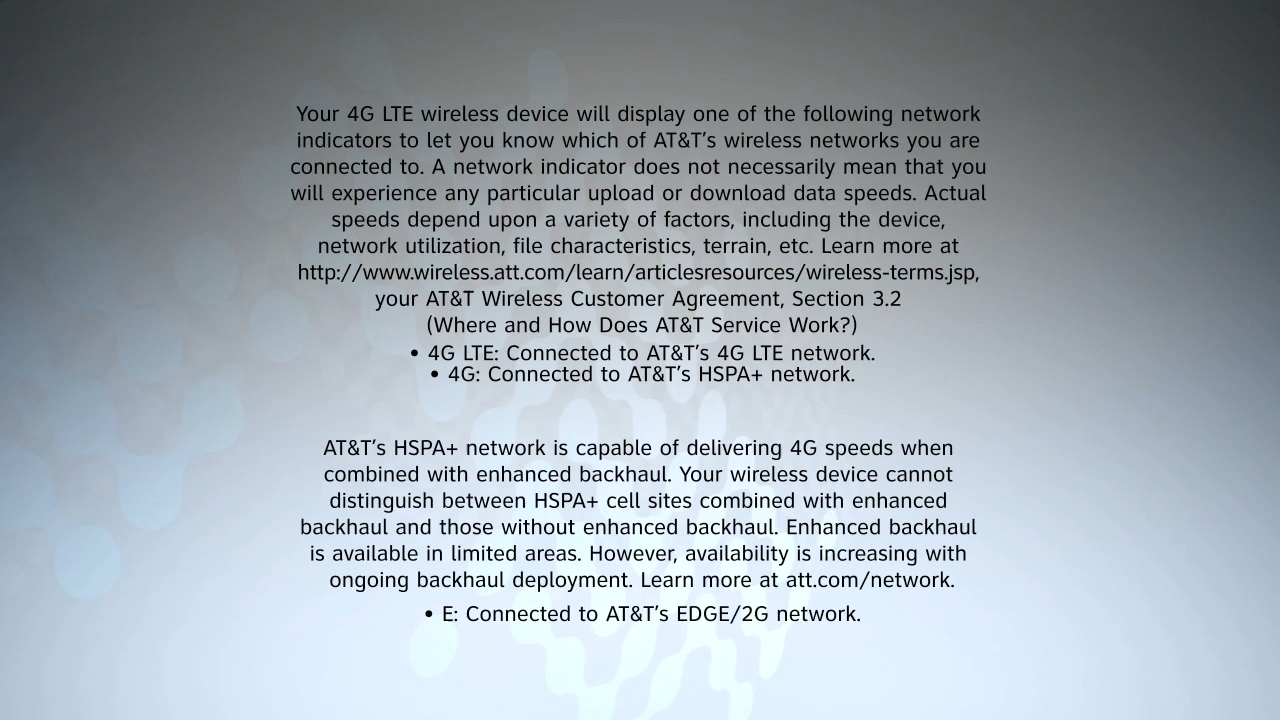 Your 4G LTE wireless device will display one of the following network
indicators to let you know which of AT&T's wireless networks you are
connected to. A network indicator does not necessarily mean that you
will experience any particular upload or download data speeds. Actual
speeds depend upon a variety of factors, including the device,
network utilization, file characteristics, terrain, etc. Learn more at
http://www.wireless.att.com/learn/articlesresources/wireless-terms.jsp,
your AT&T Wireless Customer Agreement, Section 3.2
(Where and How Does AT&T Service Work?)
• 4G LTE: Connected to AT&T's 4G LTE network.
• 4G: Connected to AT&T's HSPA+ network.
AT&T's HSPA+ network is capable of delivering 4G speeds when
combined with enhanced backhaul. Your wireless device cannot
distinguish between HSPA+ cell sites combined with enhanced
backhaul and those without enhanced backhaul. Enhanced backhaul
is available in limited areas. However, availability is increasing with
ongoing backhaul deployment. Learn more at att.com/network.
• E: Connected to AT&T's EDGE/2G network.